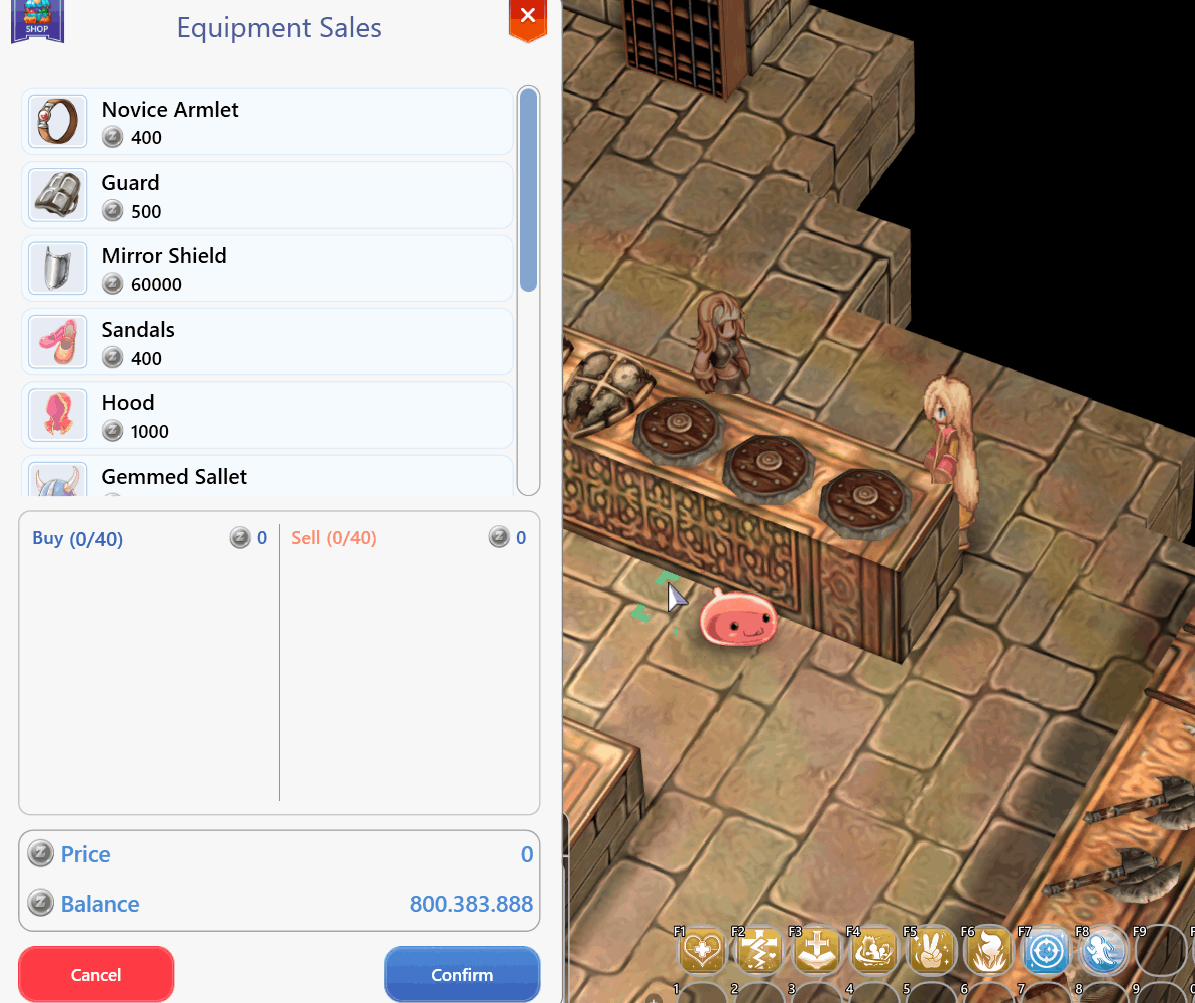 SHOP
Equipment Sales
Novice Armlet
400
Guard
500
Mirror Shield
60000
Sandals
400
Hood
1000
Gemmed Sallet
Buy (0/40) 0
Sell (0/40) 0
Price 0
Balance 800.383.888
Cancel Confirm
F1 F2 F3 F4 F5 F6 F7 F8 F9
1 2 3 4 5 6 7 8 9